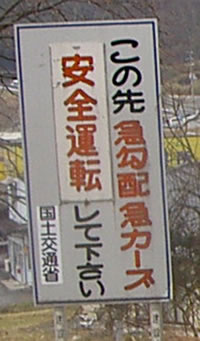 この先急勾配急カーズ
安全運転して下さい
国土交通省